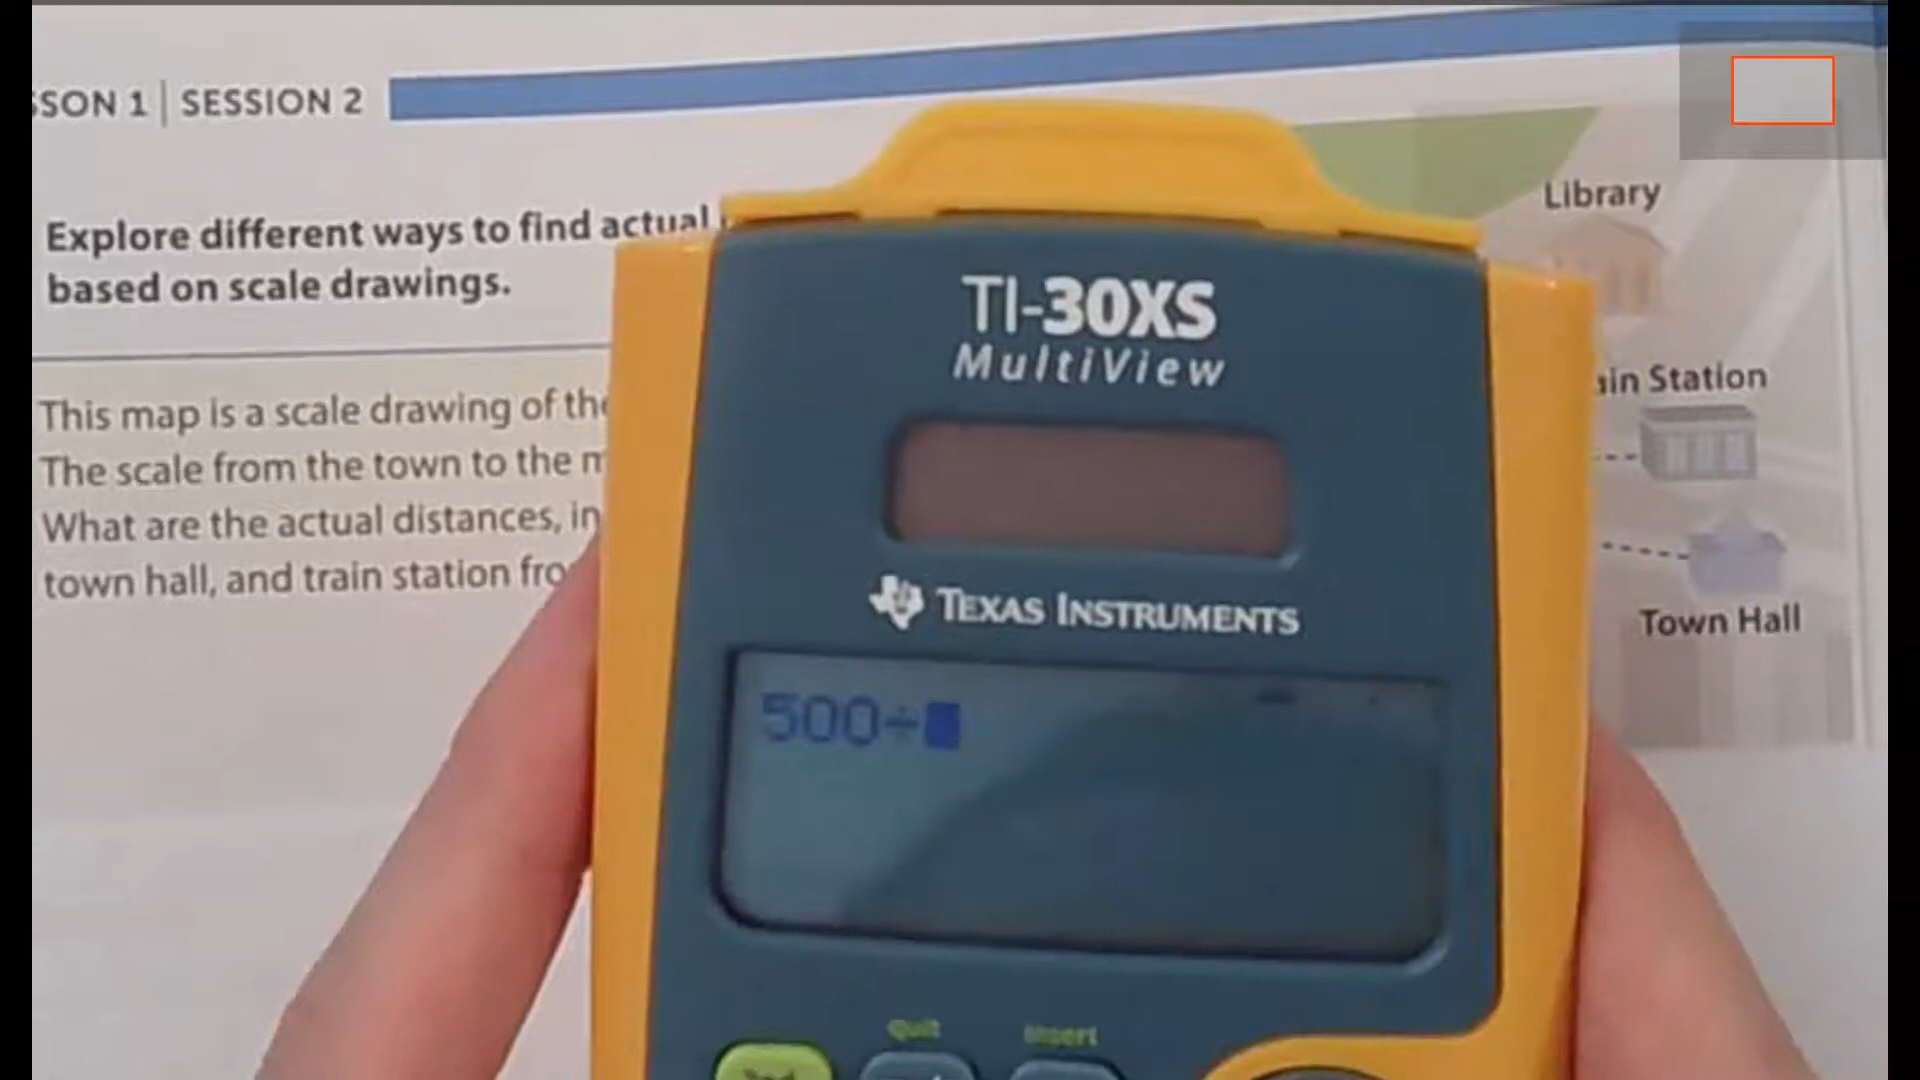 SSON 1 | SESSION 2
Explore different ways to find actual
based on scale drawings.
This map is a scale drawing of the
The scale from the town to the
What are the actual distances, in
town hall, and train station
Library
Station
Town Hall
TI-30XS
MultiView
TEXAS INSTRUMENTS
500÷
Quit
Insert
2nd